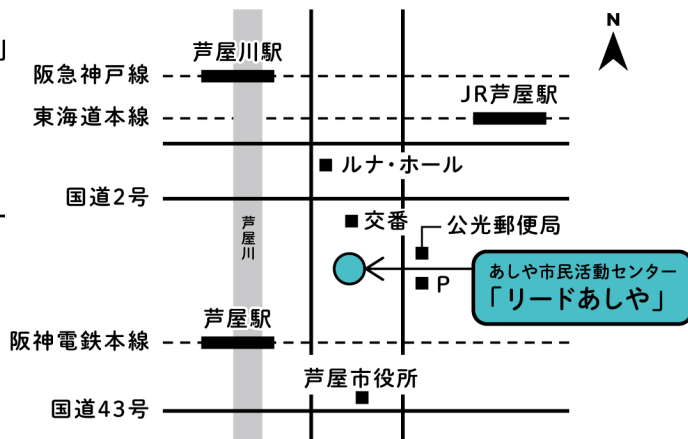 N
芦屋川駅
阪急神戸線
JR芦屋駅
東海道本線
ルナ・ホール
国道2号
交番
公光郵便局
芦屋川
あしや市民活動センター
「リードあしや」
P
芦屋駅
阪神電鉄本線
芦屋市役所
国道43号